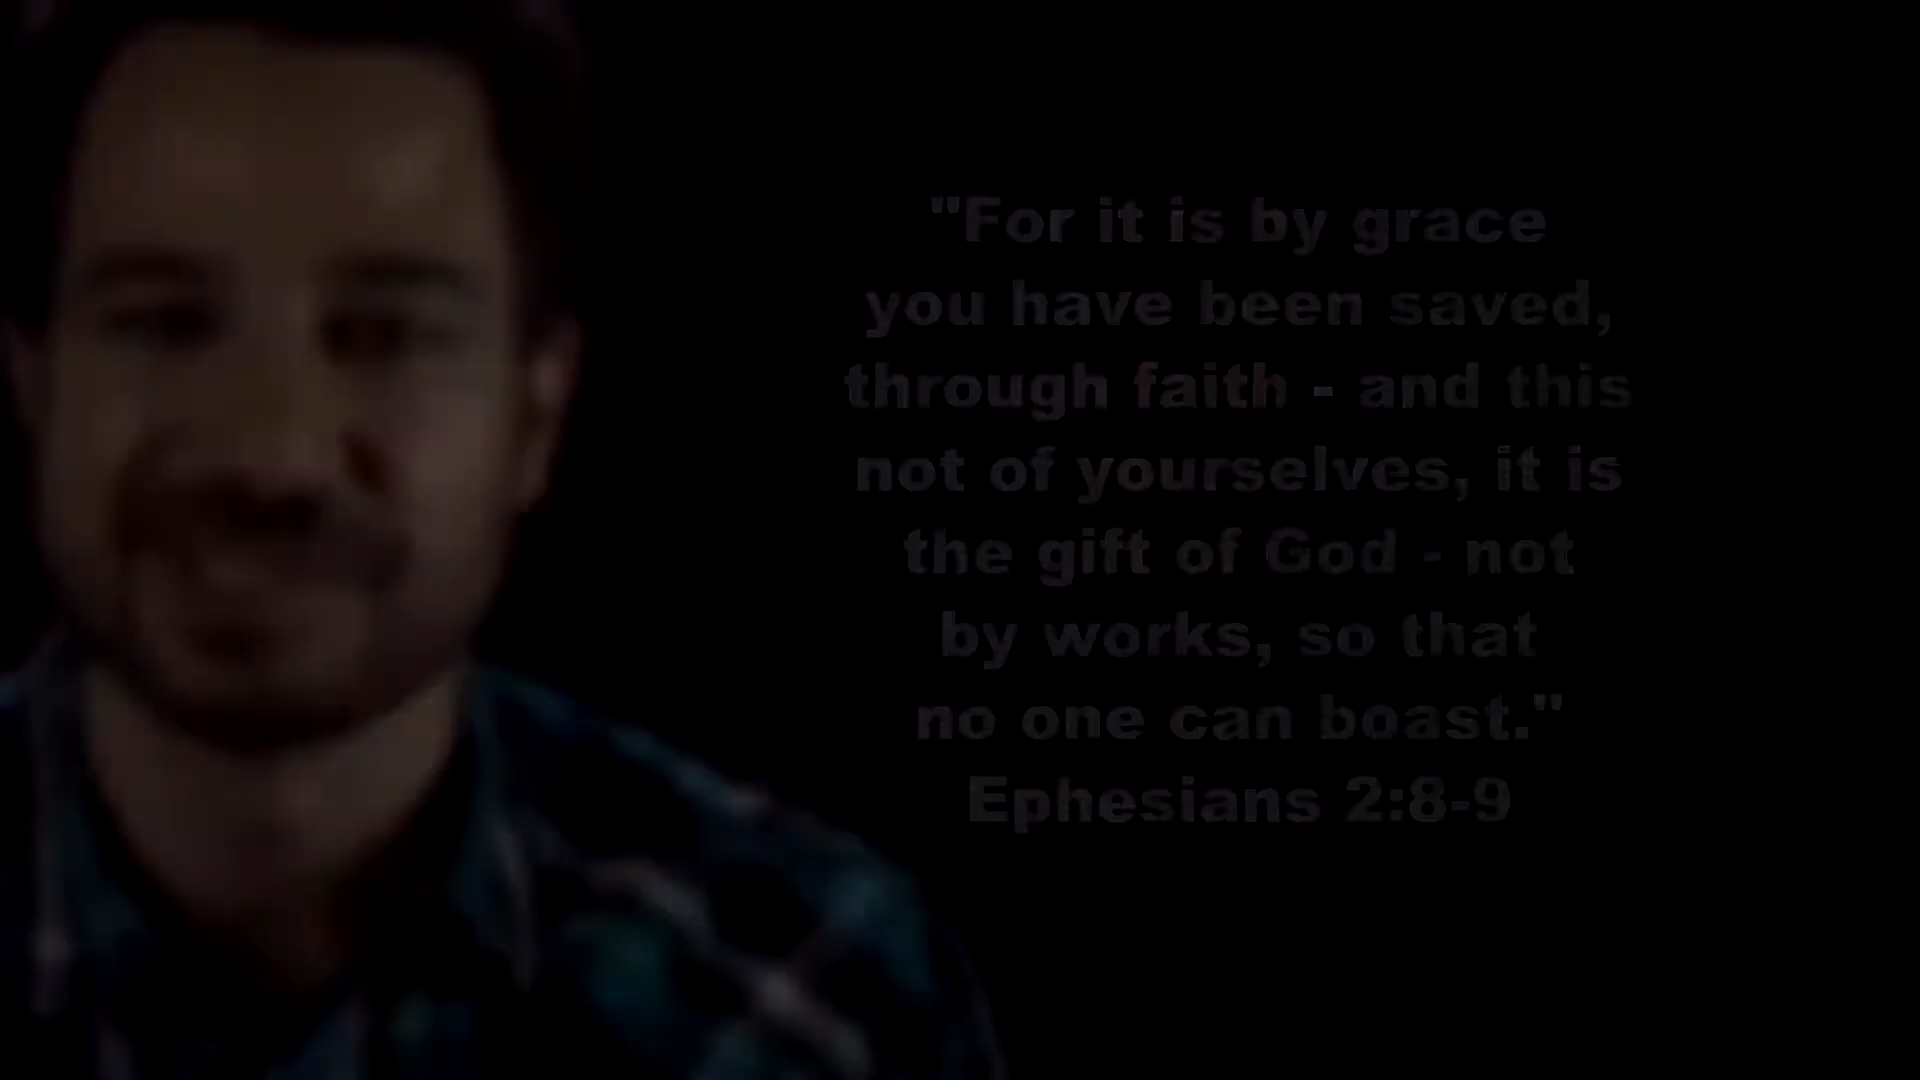 "For it is by grace
you have been saved,
through faith - and this
not of yourselves, it is
the gift of God - not
by works, so that
no one can boast."
Ephesians 2:8-9